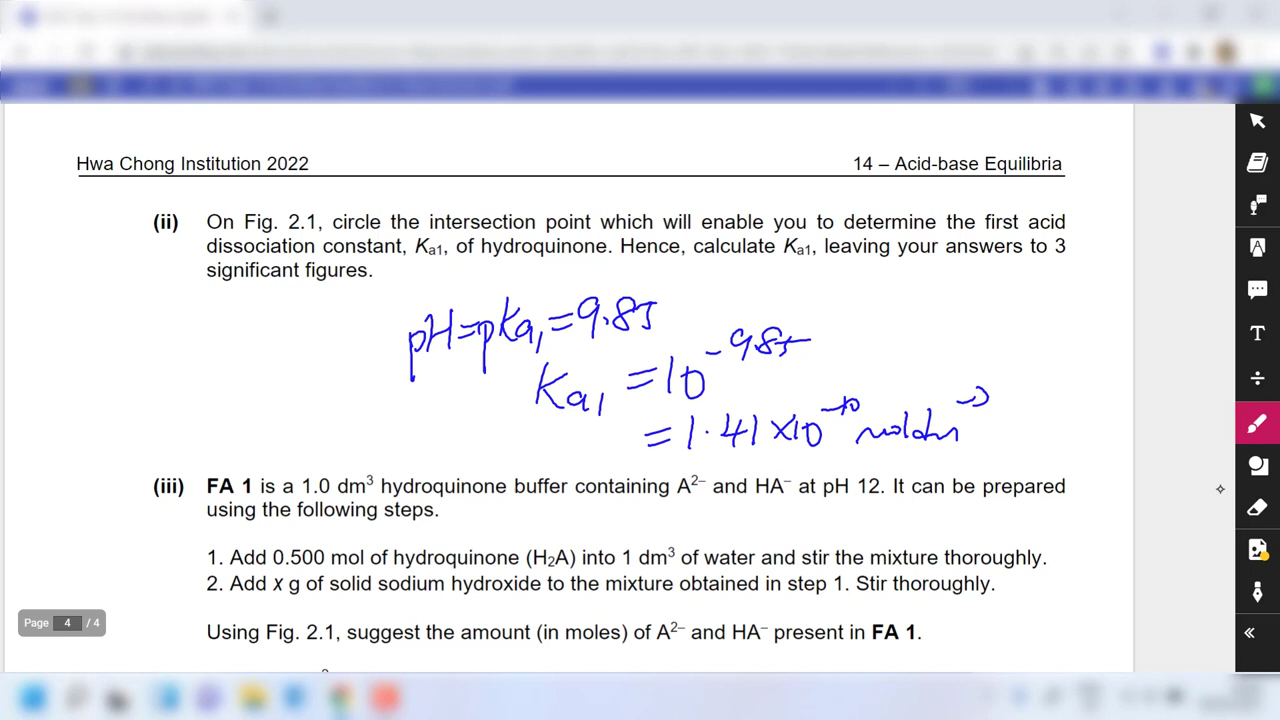 Hwa Chong Institution 2022 14 – Acid-base Equilibria
(ii) On Fig. 2.1, circle the intersection point which will enable you to determine the first acid
dissociation constant, Ka1, of hydroquinone. Hence, calculate Ka1, leaving your answers to 3
significant figures.
pH=pKa1=9.85
Ka1 = 10^-9.85
= 1.41 ×10^-10 moldm^-3
(iii) FA 1 is a 1.0 dm³ hydroquinone buffer containing A²⁻ and HA⁻ at pH 12. It can be prepared
using the following steps.
1. Add 0.500 mol of hydroquinone (H₂A) into 1 dm³ of water and stir the mixture thoroughly.
2. Add x g of solid sodium hydroxide to the mixture obtained in step 1. Stir thoroughly.
Page 4 / 4
Using Fig. 2.1, suggest the amount (in moles) of A²⁻ and HA⁻ present in FA 1.